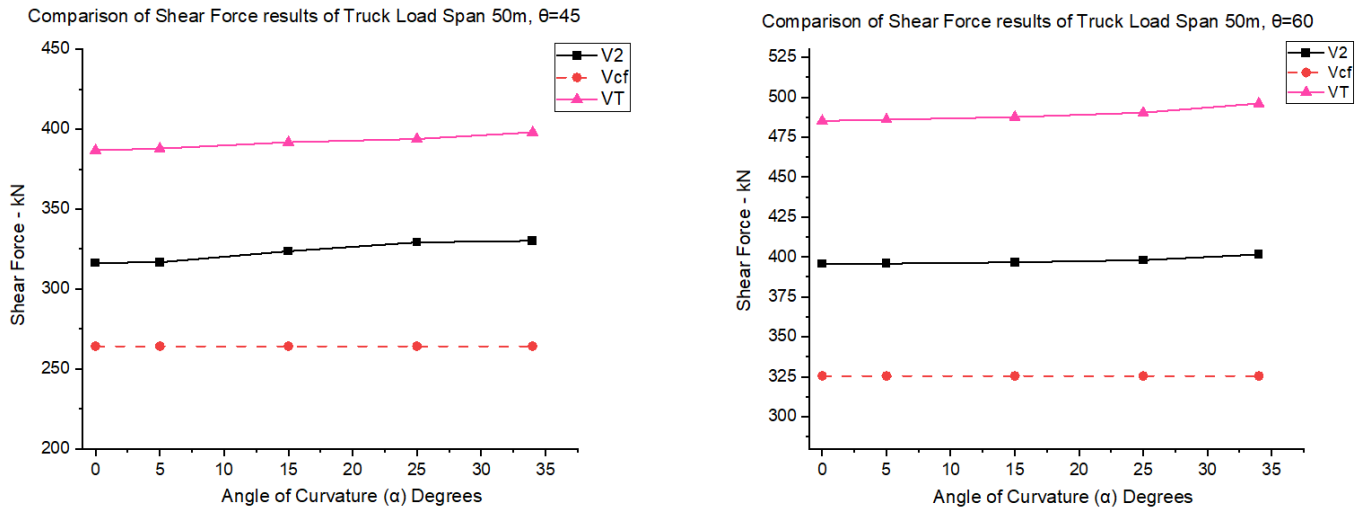 Comparison of Shear Force results of Truck Load Span 50m, θ=45
V2
Vcf
VT
450
400
350
300
250
200
Shear Force - kN
0 5 10 15 20 25 30 35
Angle of Curvature (α) Degrees
Comparison of Shear Force results of Truck Load Span 50m, θ=60
V2
Vcf
VT
525
500
475
450
425
400
375
350
325
300
Shear Force - kN
0 5 10 15 20 25 30 35
Angle of Curvature (α) Degrees